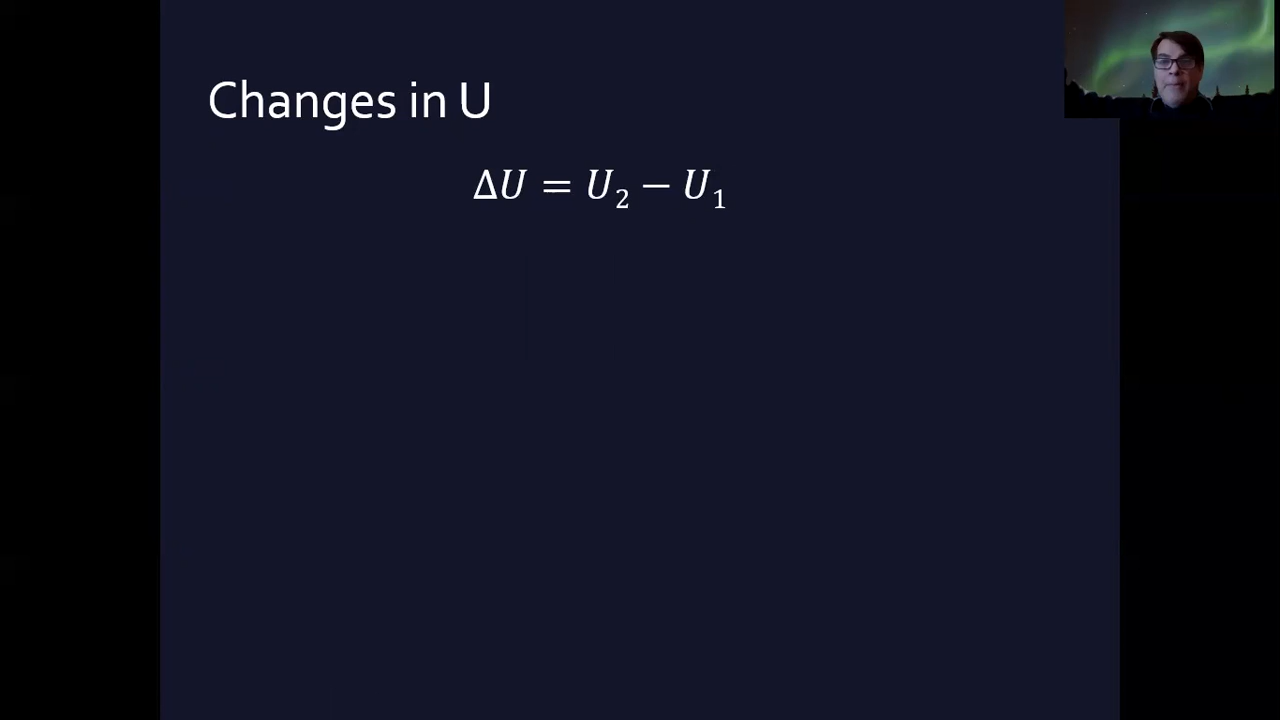 Changes in U
Δ𝑈 = 𝑈₂ − 𝑈₁